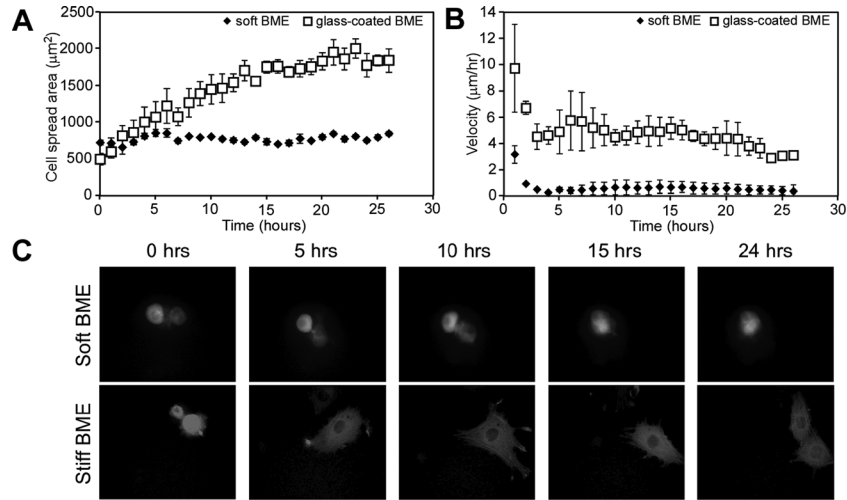 A
◆ soft BME □ glass-coated BME
Cell spread area (µm²)
2500
2000
1500
1000
500
0
0 5 10 15 20 25 30
Time (hours)
B
◆ soft BME □ glass-coated BME
Velocity (µm/hr)
14
12
10
8
6
4
2
0
0 5 10 15 20 25 30
Time (hours)
C
0 hrs 5 hrs 10 hrs 15 hrs 24 hrs
Soft BME
Stiff BME